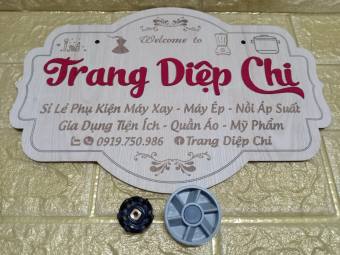 Welcome to
Trang Diệp Chi
Sỉ Lẻ Phụ Kiện Máy Xay - Máy Ép - Nồi Áp Suất
Gia Dụng Tiện Ích - Quần Áo - Mỹ Phẩm
0919.750.986 Trang Diệp Chi